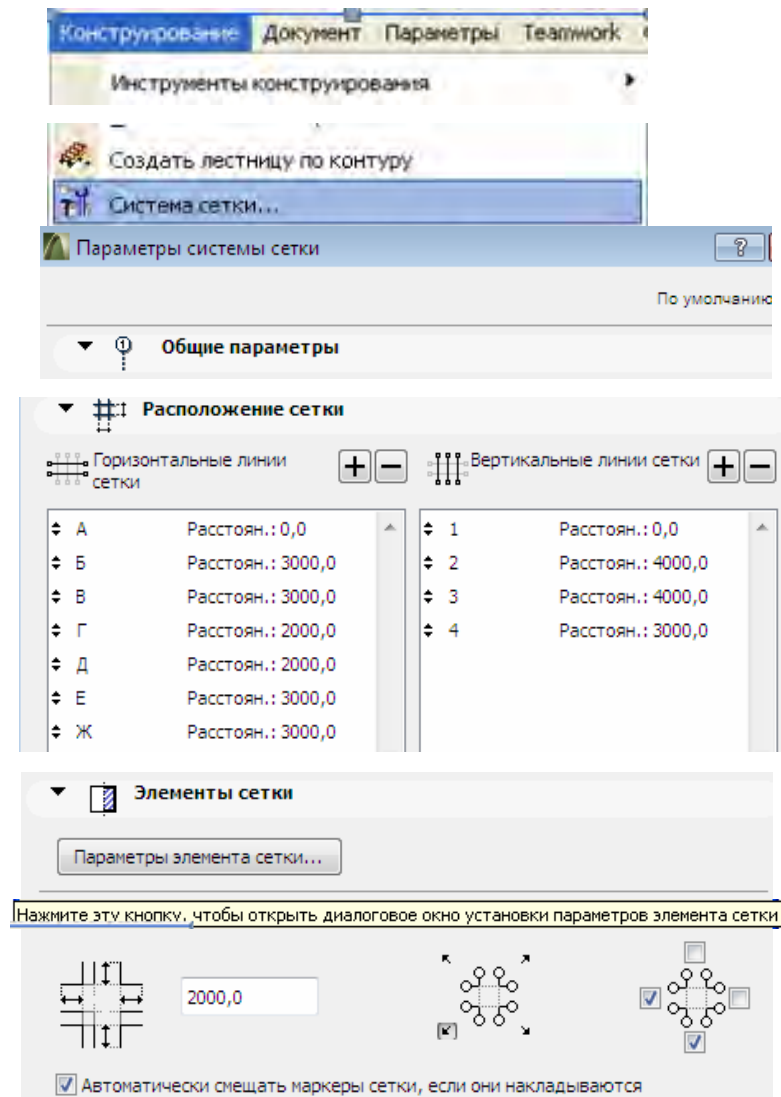 Конструирование Документ Параметры Teamwork
Инструменты конструирования
Создать лестницу по контуру
Система сетки...
Параметры системы сетки ?
По умолчанию
1 Общие параметры
Расположение сетки
Горизонтальные линии сетки + −
Вертикальные линии сетки + −
А Расстоян.: 0,0 1 Расстоян.: 0,0
Б Расстоян.: 3000,0 2 Расстоян.: 4000,0
В Расстоян.: 3000,0 3 Расстоян.: 4000,0
Г Расстоян.: 2000,0 4 Расстоян.: 3000,0
Д Расстоян.: 2000,0
Е Расстоян.: 3000,0
Ж Расстоян.: 3000,0
Элементы сетки
Параметры элемента сетки...
Нажмите эту кнопку, чтобы открыть диалоговое окно установки параметров элемента сетки
2000,0
Автоматически смещать маркеры сетки, если они накладываются